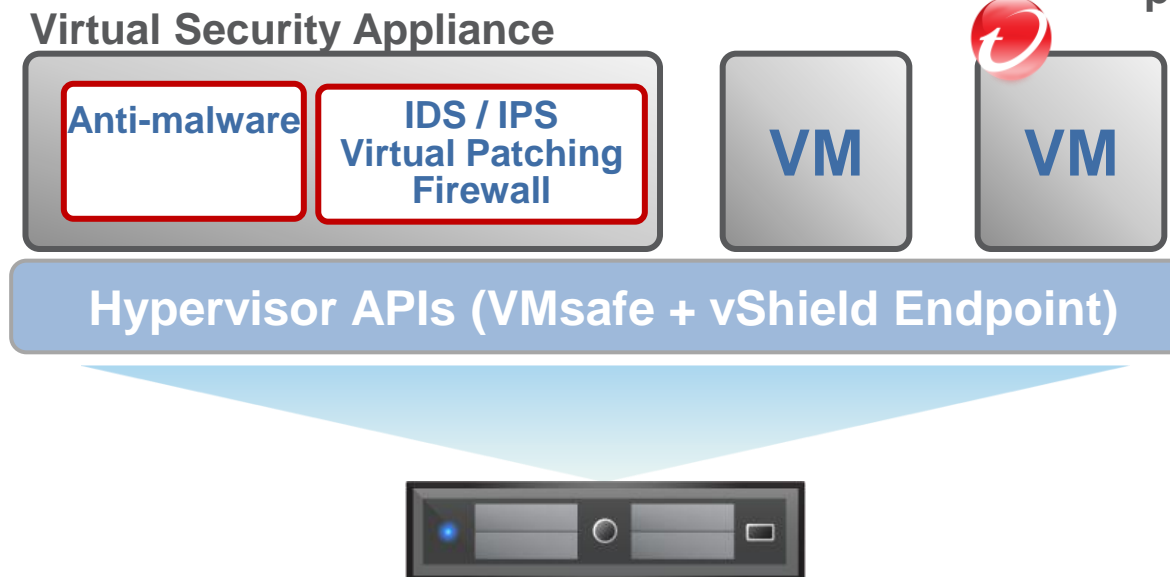 Virtual Security Appliance
Anti-malware
IDS / IPS
Virtual Patching
Firewall
VM
VM
Hypervisor APIs (VMsafe + vShield Endpoint)